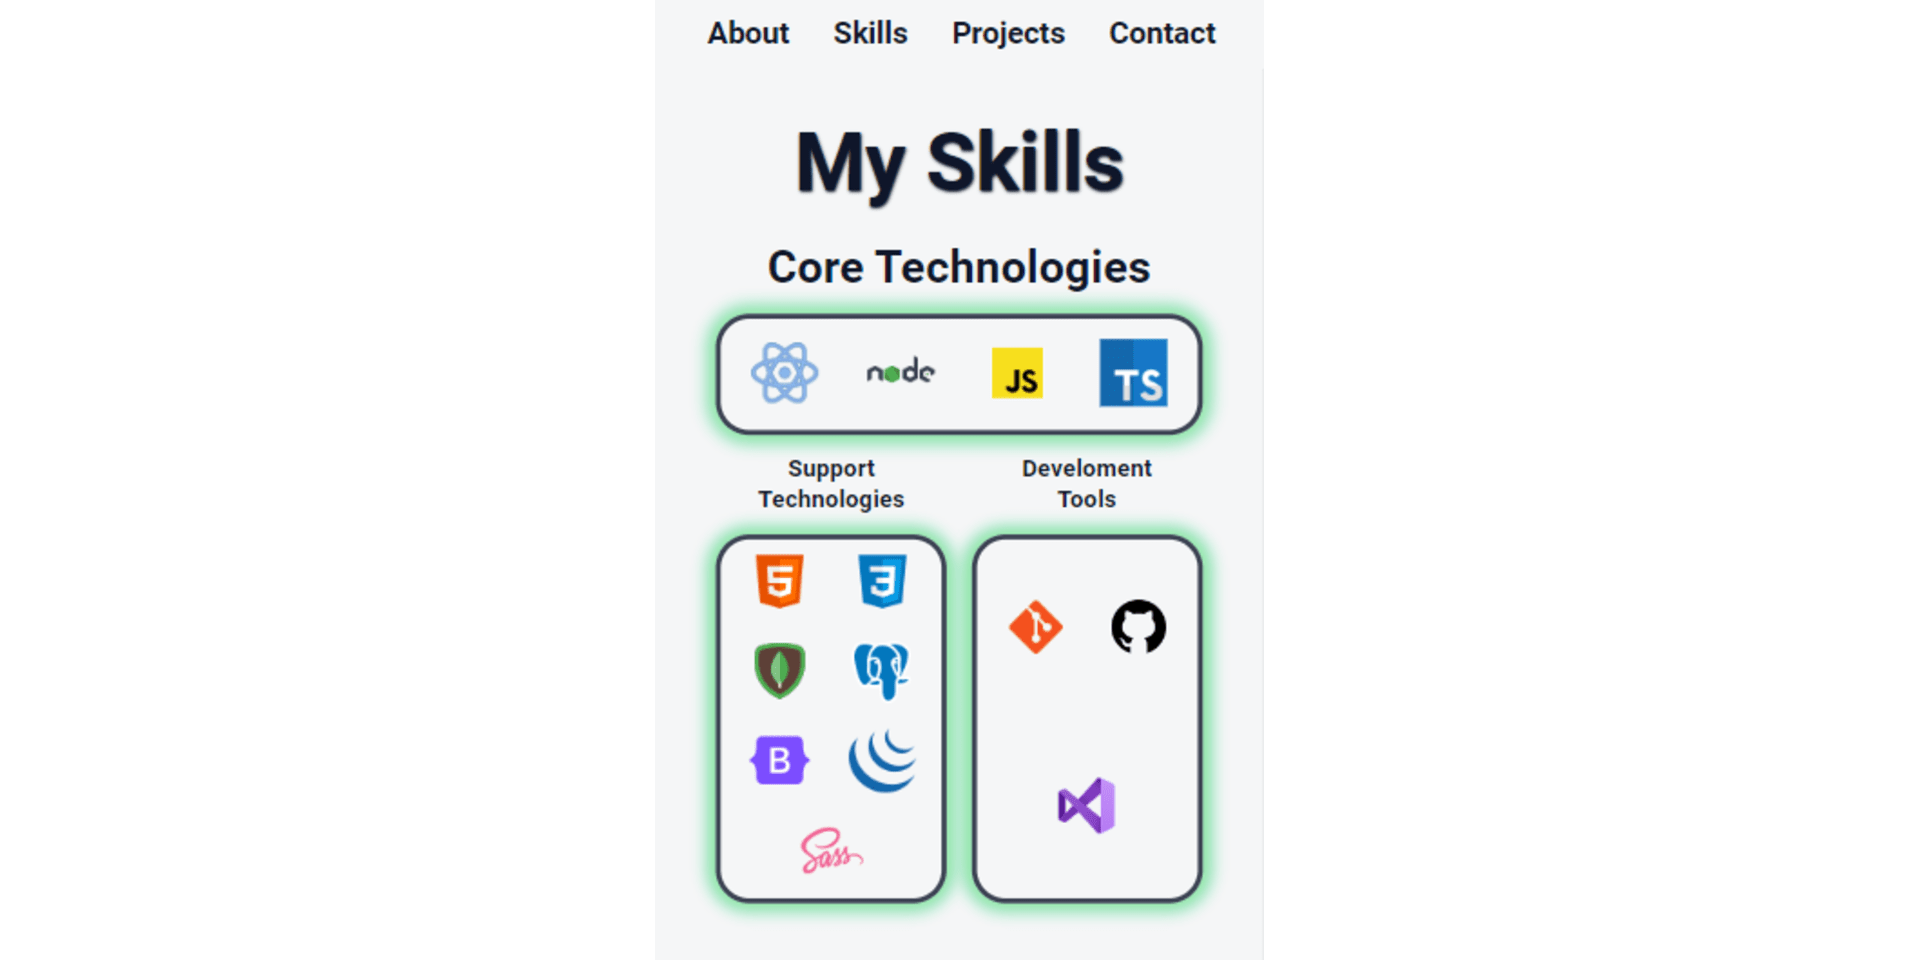 About Skills Projects Contact
My Skills
Core Technologies
node JS TS
Support
Technologies
Develoment
Tools
5 3
B
Sass